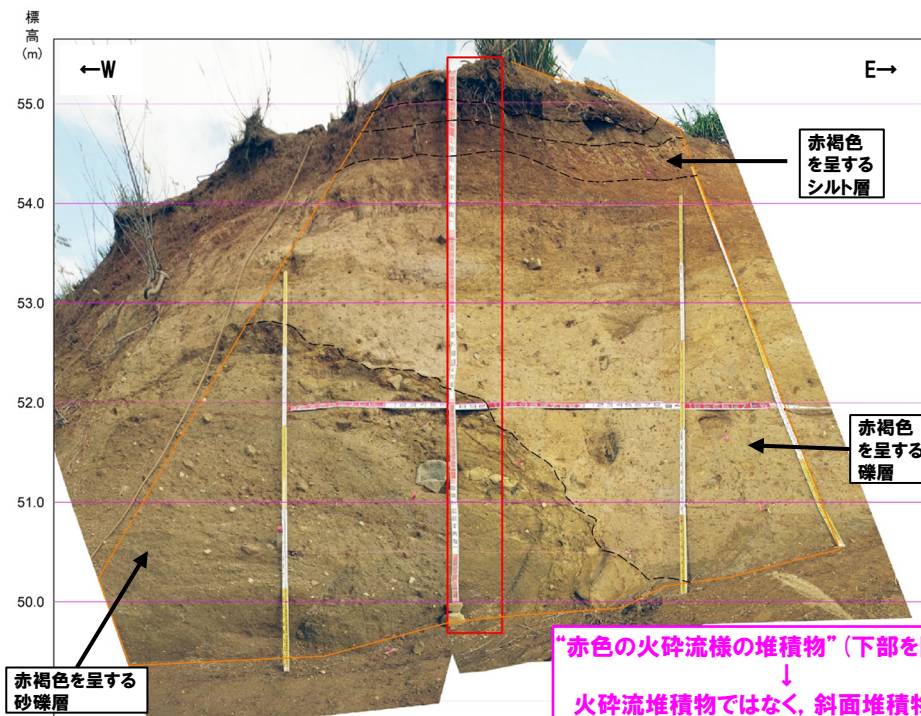 標
高
(m)
←W
E→
55.0
54.0
53.0
52.0
51.0
50.0
赤褐色
を呈する
シルト層
赤褐色
を呈する
礫層
赤褐色を呈する
砂礫層
“赤色の火砕流様の堆積物”(下部を
↓
火砕流堆積物ではなく，斜面堆積物